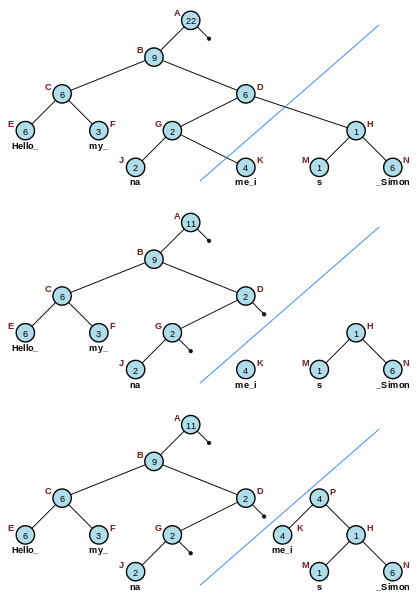 A 22
B 9
C 6 D 6
E 6 F 3 G 2 H 1
Hello_ my_
J 2 K 4 M 1 N 6
na me_i s _Simon
A 11
B 9
C 6 D 2
E 6 F 3 G 2 H 1
Hello_ my_
J 2 K 4 M 1 N 6
na me_i s _Simon
A 11
B 9
C 6 D 2 P 4
E 6 F 3 G 2 K 4 H 1
Hello_ my_ me_i
J 2 M 1 N 6
na s _Simon